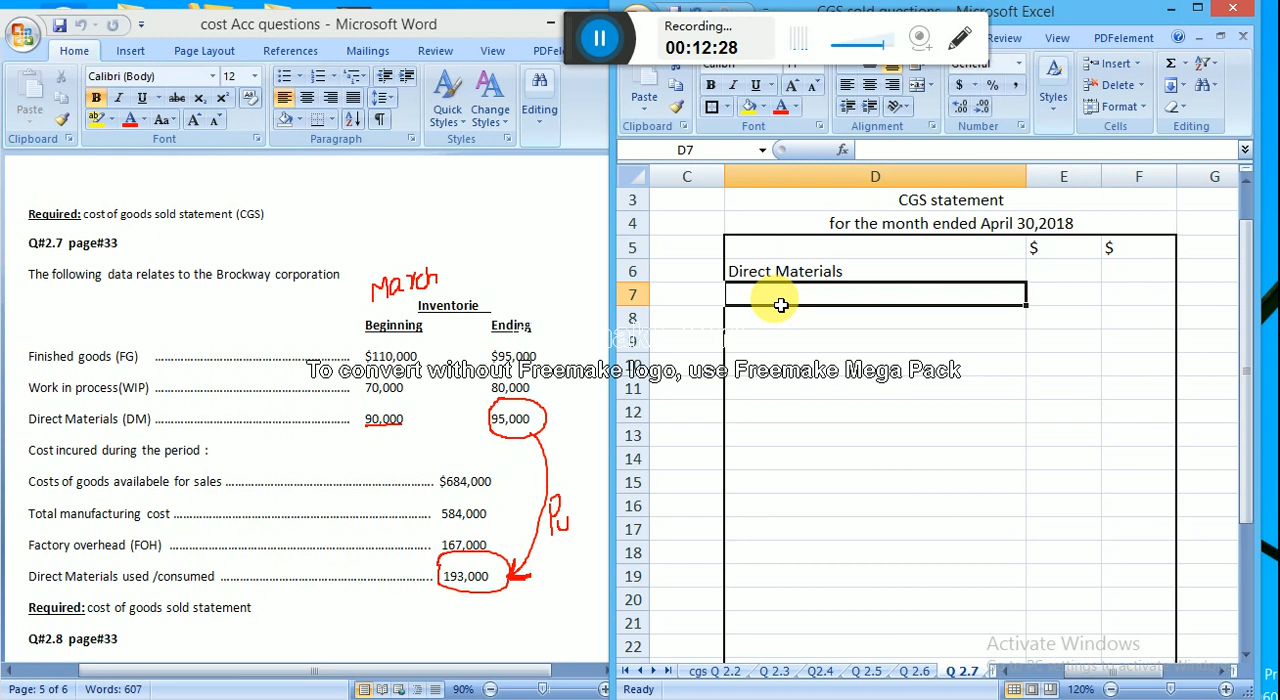 cost Acc questions - Microsoft Word
Home Insert Page Layout References Mailings Review View PDFele
Paste
Calibri (Body) 12
B I U abc X₂ X²
Aa A A
Quick Styles
Change Styles
Editing
Clipboard Font Paragraph Styles
Recording...
00:12:28
CGS sold questions - Microsoft Excel
Review View PDFelement
Paste
Calibri 11
B I U A A
General
$ % ,
Styles
Insert
Delete
Format
Clipboard Font Alignment Number Cells Editing
D7 fx
C D E F G
3 CGS statement
4 for the month ended April 30,2018
5 $ $
6 Direct Materials
7
8
9
10
11
12
13
14
15
16
17
18
19
20
21
22
Required: cost of goods sold statement (CGS)
Q#2.7 page#33
The following data relates to the Brockway corporation
March
Inventorie
Beginning Ending
Finished goods (FG) $110,000 $95,000
Work in process(WIP) 70,000 80,000
Direct Materials (DM) 90,000 95,000
Cost incured during the period :
Costs of goods availabele for sales $684,000
Pu
Total manufacturing cost 584,000
Factory overhead (FOH) 167,000
Direct Materials used /consumed 193,000
Required: cost of goods sold statement
Q#2.8 page#33
To convert without Freemake logo, use Freemake Mega Pack
Activate Windows
cgs Q 2.2 Q 2.3 Q2.4 Q 2.5 Q 2.6 Q 2.7
Page: 5 of 6 Words: 607 90%
Ready 120%